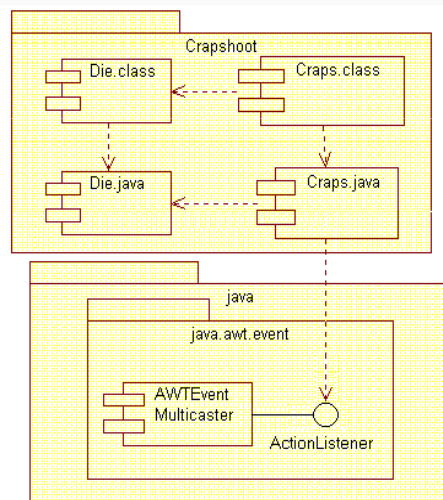 Crapshoot
Die.class
Craps.class
Die.java
Craps.java
java
java.awt.event
AWTEvent
Multicaster
ActionListener